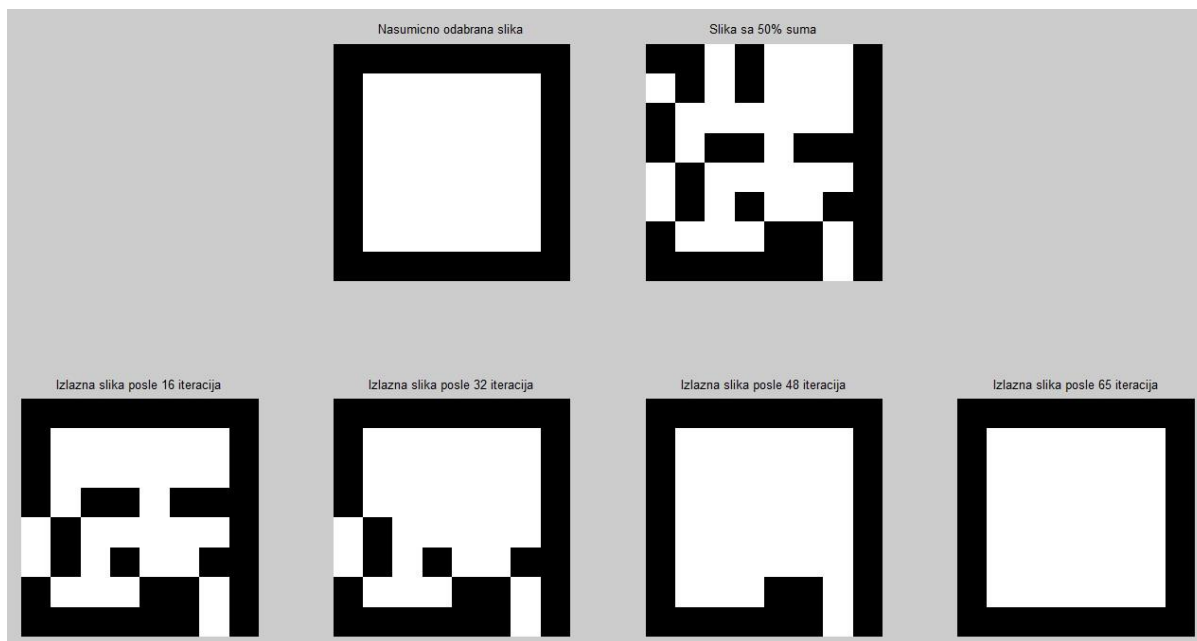 Nasumicno odabrana slika
Slika sa 50% suma
Izlazna slika posle 16 iteracija
Izlazna slika posle 32 iteracija
Izlazna slika posle 48 iteracija
Izlazna slika posle 65 iteracija